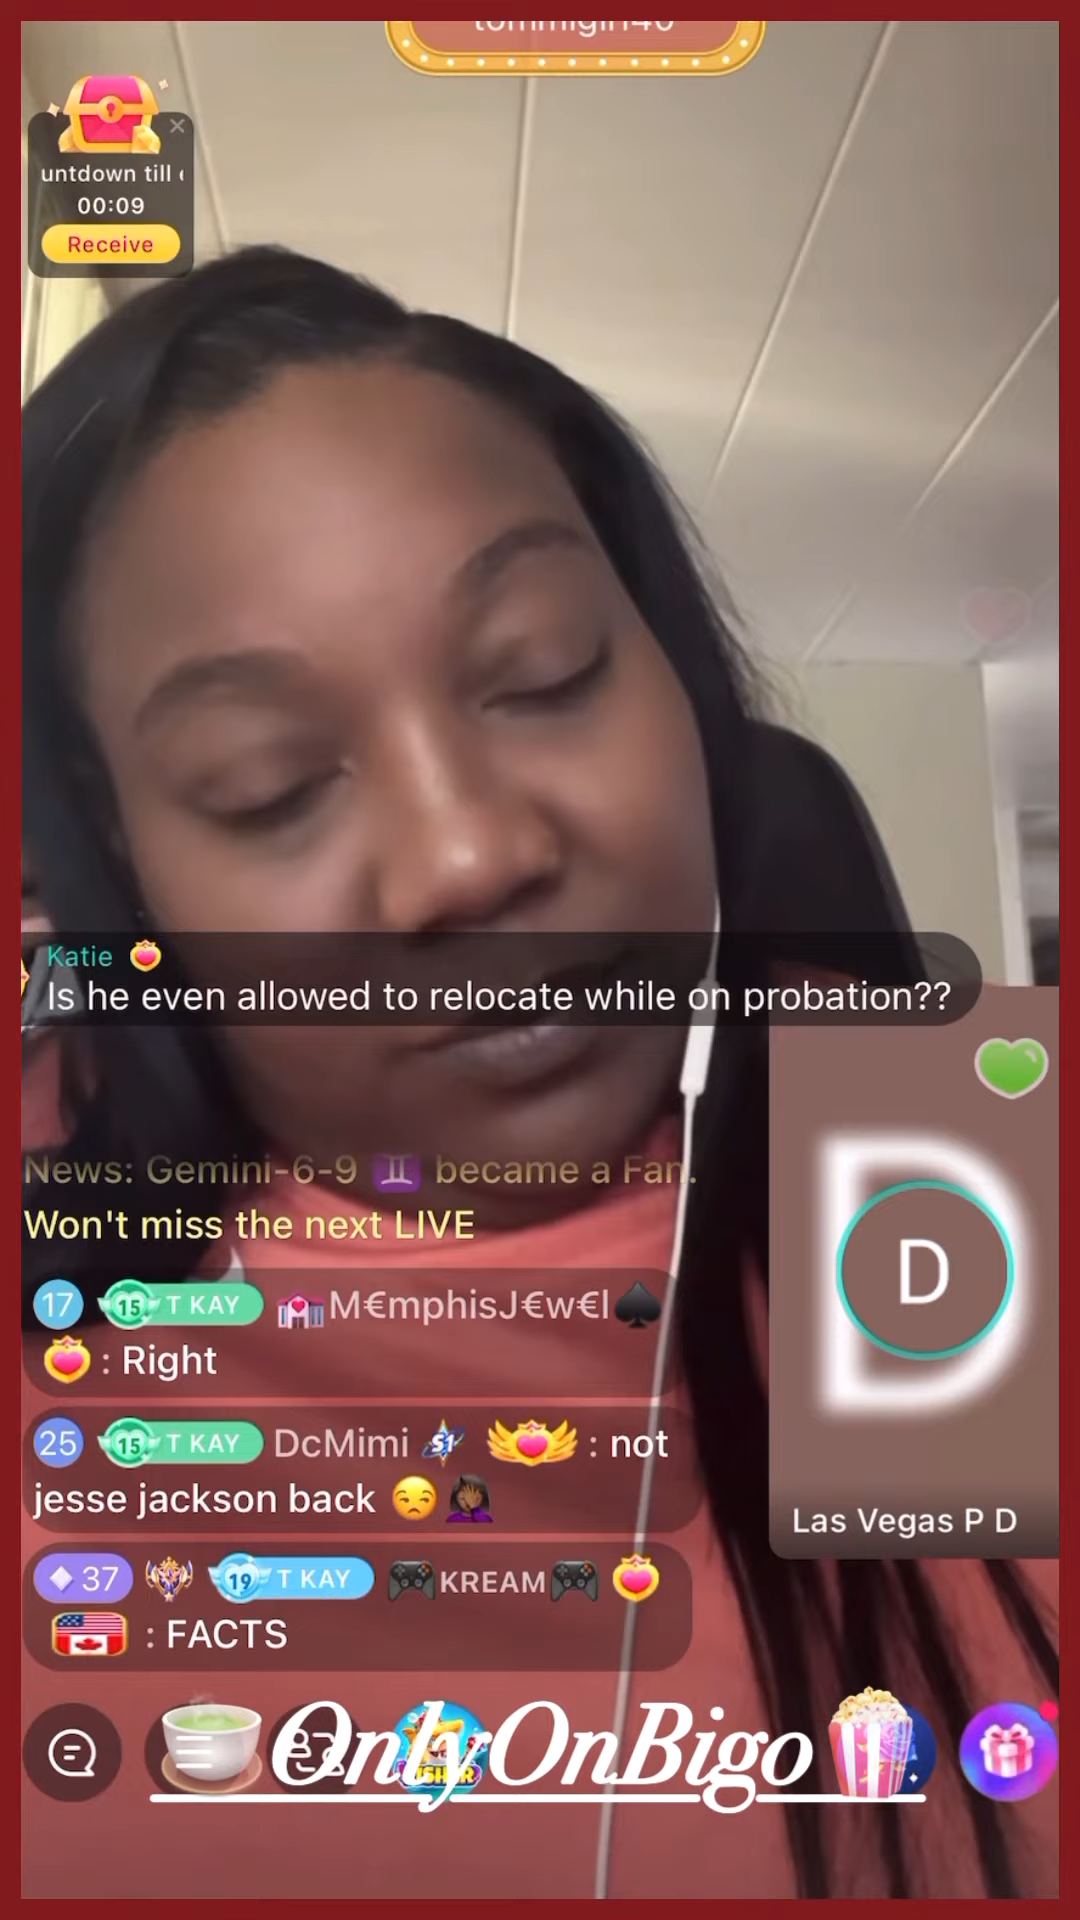 tommigirl40
untdown till
00:09
Receive
Katie
Is he even allowed to relocate while on probation??
News: Gemini-6-9 ♊ became a Fan.
Won't miss the next LIVE
17 15 T KAY M€mphisJ€w€l♠️
: Right
25 15 T KAY DcMimi S1 : not
jesse jackson back 😒 🤦🏾‍♀️
37 19 T KAY 🎮KREAM🎮
: FACTS
D
D
Las Vegas P D
OnlyOnBigo